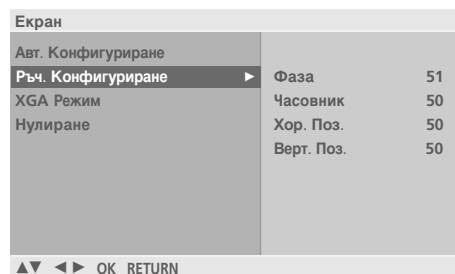 Екран
Авт. Конфигуриране
Ръч. Конфигуриране ►
XGA Режим
Нулиране
Фаза 51
Часовник 50
Хор. Поз. 50
Верт. Поз. 50
▲▼ ◄► OK RETURN